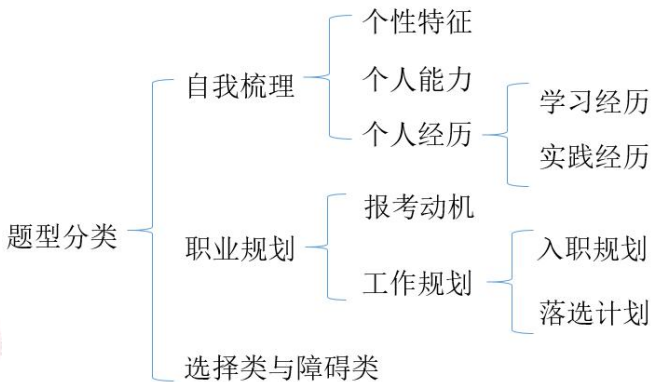 题型分类
自我梳理
个性特征
个人能力
个人经历
学习经历
实践经历
职业规划
报考动机
工作规划
入职规划
落选计划
选择类与障碍类